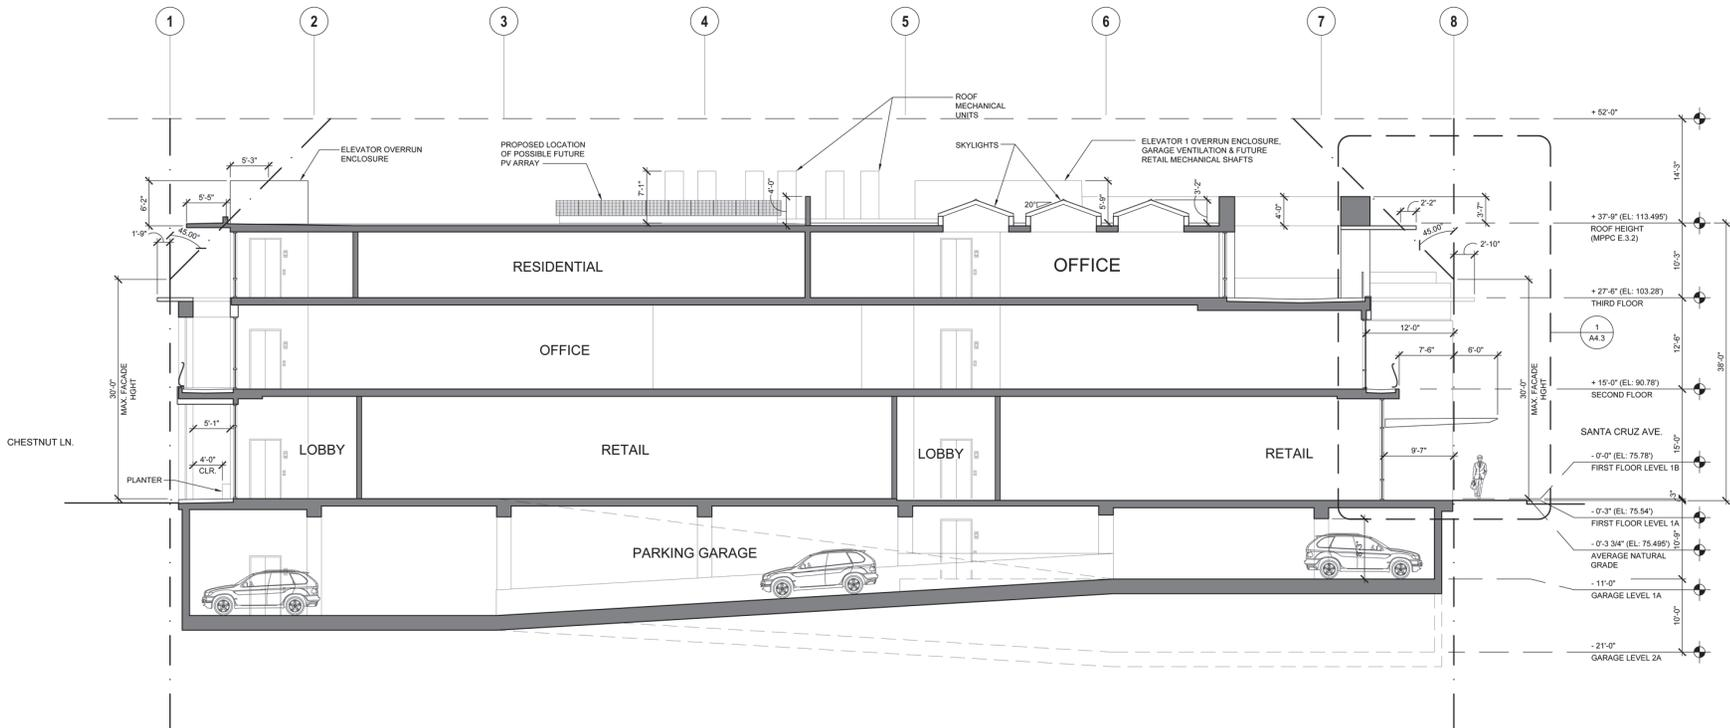 1 2 3 4 5 6 7 8
ROOF
MECHANICAL
UNITS
+ 52'-0"
ELEVATOR OVERRUN
ENCLOSURE
PROPOSED LOCATION
OF POSSIBLE FUTURE
PV ARRAY
SKYLIGHTS
ELEVATOR 1 OVERRUN ENCLOSURE,
GARAGE VENTILATION & FUTURE
RETAIL MECHANICAL SHAFTS
5'-3"
6'-2"
5'-5"
7'-1"
4'-0"
20°
5'-9"
3'-2"
4'-0"
2'-2"
3'-7"
14'-3"
1'-9"
45.00°
45.00°
2'-10"
+ 37'-9" (EL: 113.495')
ROOF HEIGHT
(MPPC E.3.2)
10'-3"
RESIDENTIAL
OFFICE
+ 27'-6" (EL: 103.28')
THIRD FLOOR
12'-0"
1
A4.3
12'-6"
OFFICE
7'-6"
6'-0"
38'-0"
30'-0"
MAX. FACADE
HGHT
30'-0"
MAX. FACADE
HGHT
+ 15'-0" (EL: 90.78')
SECOND FLOOR
5'-1"
CHESTNUT LN.
SANTA CRUZ AVE.
15'-0"
LOBBY
RETAIL
LOBBY
RETAIL
9'-7"
4'-0"
CLR.
PLANTER
- 0'-0" (EL: 75.78')
FIRST FLOOR LEVEL 1B
3"
- 0'-3" (EL: 75.54')
FIRST FLOOR LEVEL 1A
10'-9"
- 0'-3 3/4" (EL: 75.495')
AVERAGE NATURAL
GRADE
PARKING GARAGE
- 11'-0"
GARAGE LEVEL 1A
10'-0"
- 21'-0"
GARAGE LEVEL 2A